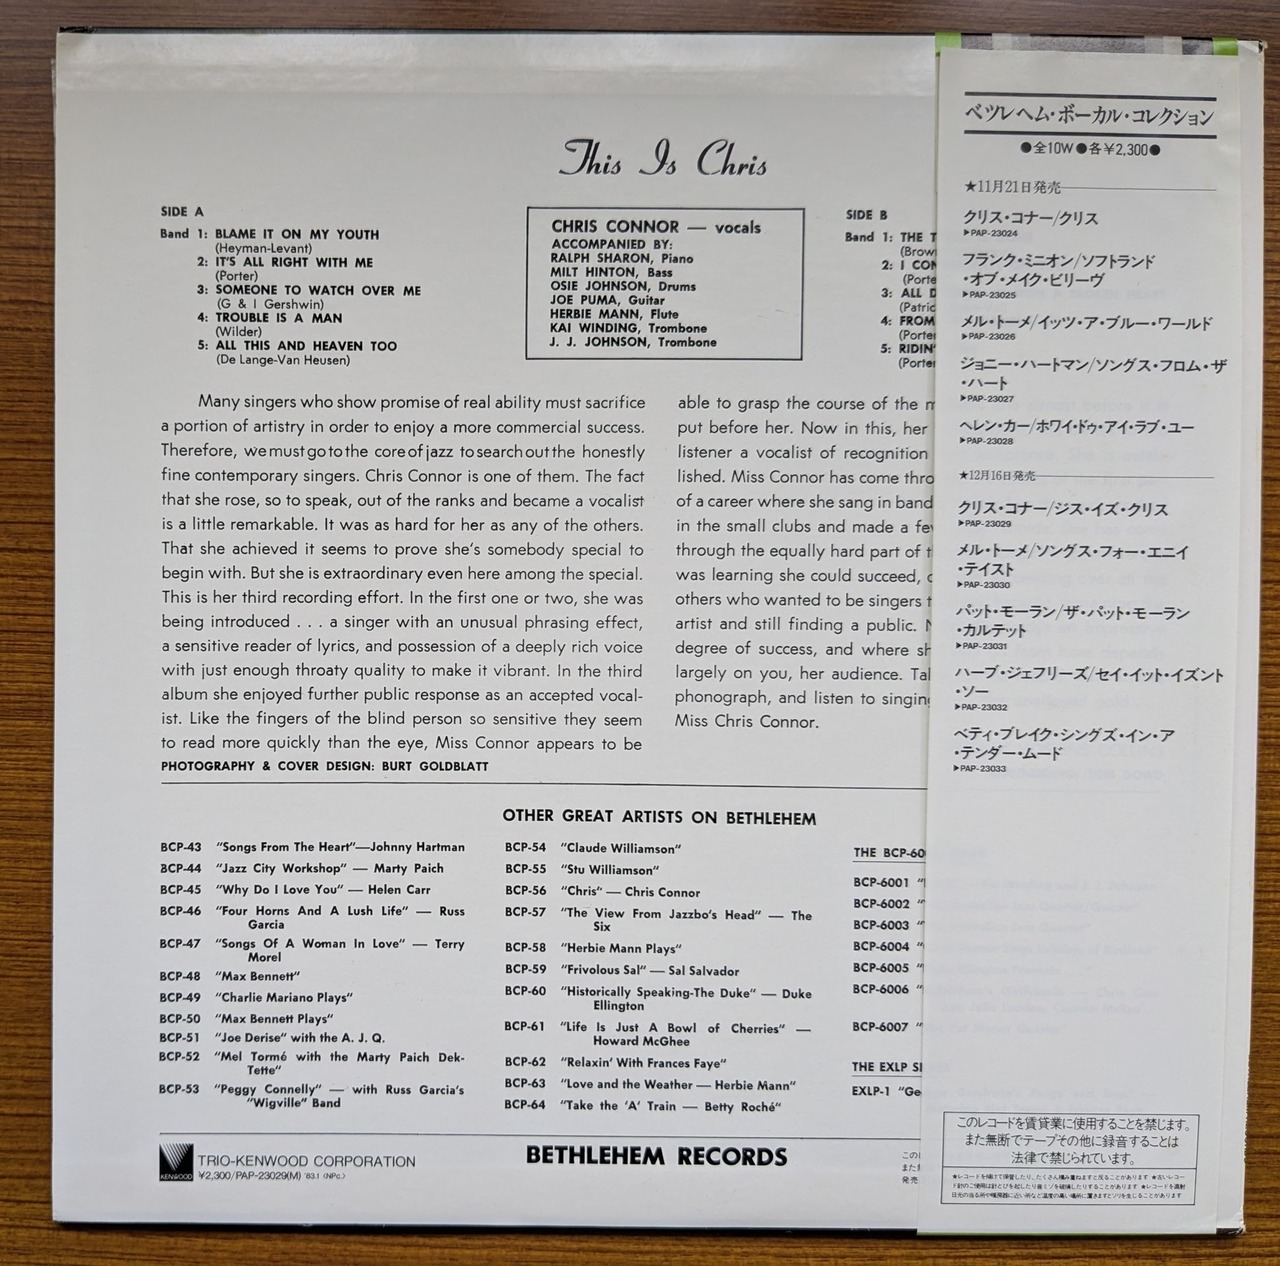 This Is Chris
SIDE A
Band 1: BLAME IT ON MY YOUTH
(Heyman-Levant)
2: IT'S ALL RIGHT WITH ME
(Porter)
3: SOMEONE TO WATCH OVER ME
(G & I Gershwin)
4: TROUBLE IS A MAN
(Wilder)
5: ALL THIS AND HEAVEN TOO
(De Lange-Van Heusen)
CHRIS CONNOR — vocals
ACCOMPANIED BY:
RALPH SHARON, Piano
MILT HINTON, Bass
OSIE JOHNSON, Drums
JOE PUMA, Guitar
HERBIE MANN, Flute
KAI WINDING, Trombone
J. J. JOHNSON, Trombone
SIDE B
Band 1: THE T
(Brow
2: I CON
(Porte
3: ALL D
(Patric
4: FROM
(Porte
5: RIDIN'
(Porte
Many singers who show promise of real ability must sacrifice
a portion of artistry in order to enjoy a more commercial success.
Therefore, we must go to the core of jazz to search out the honestly
fine contemporary singers. Chris Connor is one of them. The fact
that she rose, so to speak, out of the ranks and became a vocalist
is a little remarkable. It was as hard for her as any of the others.
That she achieved it seems to prove she's somebody special to
begin with. But she is extraordinary even here among the special.
This is her third recording effort. In the first one or two, she was
being introduced . . . a singer with an unusual phrasing effect,
a sensitive reader of lyrics, and possession of a deeply rich voice
with just enough throaty quality to make it vibrant. In the third
album she enjoyed further public response as an accepted vocal-
ist. Like the fingers of the blind person so sensitive they seem
to read more quickly than the eye, Miss Connor appears to be
PHOTOGRAPHY & COVER DESIGN: BURT GOLDBLATT
able to grasp the course of the m
put before her. Now in this, her
listener a vocalist of recognition
lished. Miss Connor has come thro
of a career where she sang in band
in the small clubs and made a fe
through the equally hard part of t
was learning she could succeed,
others who wanted to be singers t
artist and still finding a public. N
degree of success, and where sh
largely on you, her audience. Tal
phonograph, and listen to singin
Miss Chris Connor.
OTHER GREAT ARTISTS ON BETHLEHEM
BCP-43 "Songs From The Heart"—Johnny Hartman
BCP-44 "Jazz City Workshop" — Marty Paich
BCP-45 "Why Do I Love You" — Helen Carr
BCP-46 "Four Horns And A Lush Life" — Russ
Garcia
BCP-47 "Songs Of A Woman In Love" — Terry
Morel
BCP-48 "Max Bennett"
BCP-49 "Charlie Mariano Plays"
BCP-50 "Max Bennett Plays"
BCP-51 "Joe Derise" with the A. J. Q.
BCP-52 "Mel Tormé with the Marty Paich Dek-
Tette"
BCP-53 "Peggy Connelly" — with Russ Garcia's
"Wigville" Band
BCP-54 "Claude Williamson"
BCP-55 "Stu Williamson"
BCP-56 "Chris" — Chris Connor
BCP-57 "The View From Jazzbo's Head" — The
Six
BCP-58 "Herbie Mann Plays"
BCP-59 "Frivolous Sal" — Sal Salvador
BCP-60 "Historically Speaking-The Duke" — Duke
Ellington
BCP-61 "Life Is Just A Bowl of Cherries" —
Howard McGhee
BCP-62 "Relaxin' With Frances Faye"
BCP-63 "Love and the Weather — Herbie Mann"
BCP-64 "Take the 'A' Train — Betty Roché"
THE BCP-60
BCP-6001 "
BCP-6002 "
BCP-6003 "
BCP-6004 "
BCP-6005 "
BCP-6006 "
BCP-6007 "
THE EXLP S
EXLP-1 "Ge
KENWOOD
TRIO-KENWOOD CORPORATION
¥2,300/PAP-23029(M) '83.1 (NPc.)
BETHLEHEM RECORDS
この
また
発売
ベツレヘム・ボーカル・コレクション
●全10W●各¥2,300●
★11月21日発売
クリス・コナー/クリス
▶PAP-23024
フランク・ミニオン/ソフトランド
・オブ・メイク・ビリーヴ
▶PAP-23025
メル・トーメ/イッツ・ア・ブルー・ワールド
▶PAP-23026
ジョニー・ハートマン/ソングス・フロム・ザ
・ハート
▶PAP-23027
ヘレン・カー/ホワイ・ドゥ・アイ・ラブ・ユー
▶PAP-23028
★12月16日発売
クリス・コナー/ジス・イズ・クリス
▶PAP-23029
メル・トーメ/ソングス・フォー・エニイ
・テイスト
▶PAP-23030
パット・モーラン/ザ・パット・モーラン
・カルテット
▶PAP-23031
ハーブ・ジェフリーズ/セイ・イット・イズント
・ソー
▶PAP-23032
ベティ・ブレイク・シングズ・イン・ア
・テンダー・ムード
▶PAP-23033
このレコードを賃貸業に使用することを禁じます。
また無断でテープその他に録音することは
法律で禁じられています。